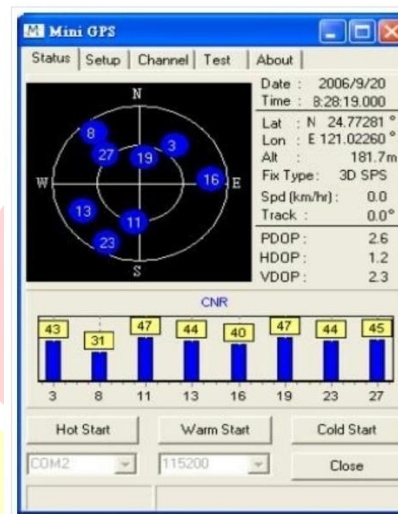 Mini GPS
Status Setup Channel Test About
N
8
3
27
19
W
16
E
13
11
23
S
Date : 2006/9/20
Time : 8:28:19.000
Lat : N 24.77281 °
Lon : E 121.02260 °
Alt : 181.7m
Fix Type : 3D SPS
Spd (km/hr) : 0.0
Track : 0.0°
PDOP : 2.6
HDOP : 1.2
VDOP : 2.3
CNR
43 31 47 44 40 47 44 45
3 8 11 13 16 19 23 27
Hot Start Warm Start Cold Start
COM2 115200 Close